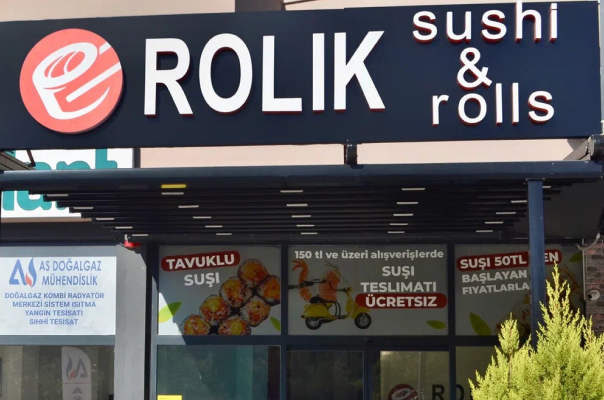 ROLIK
sushi
&
rolls
AS DOĞALGAZ
MÜHENDİSLİK
DOĞALGAZ KOMBİ RADYATÖR
MERKEZİ SİSTEM ISITMA
YANGIN TESİSATI
SIHHİ TESİSAT
TAVUKLU
SUŞI
150 tl ve üzeri alışverişlerde
SUŞI
TESLIMATI
ÜCRETSIZ
SUŞI 50TL
BAŞLAYAN
FIYATLARLA
ROLIK